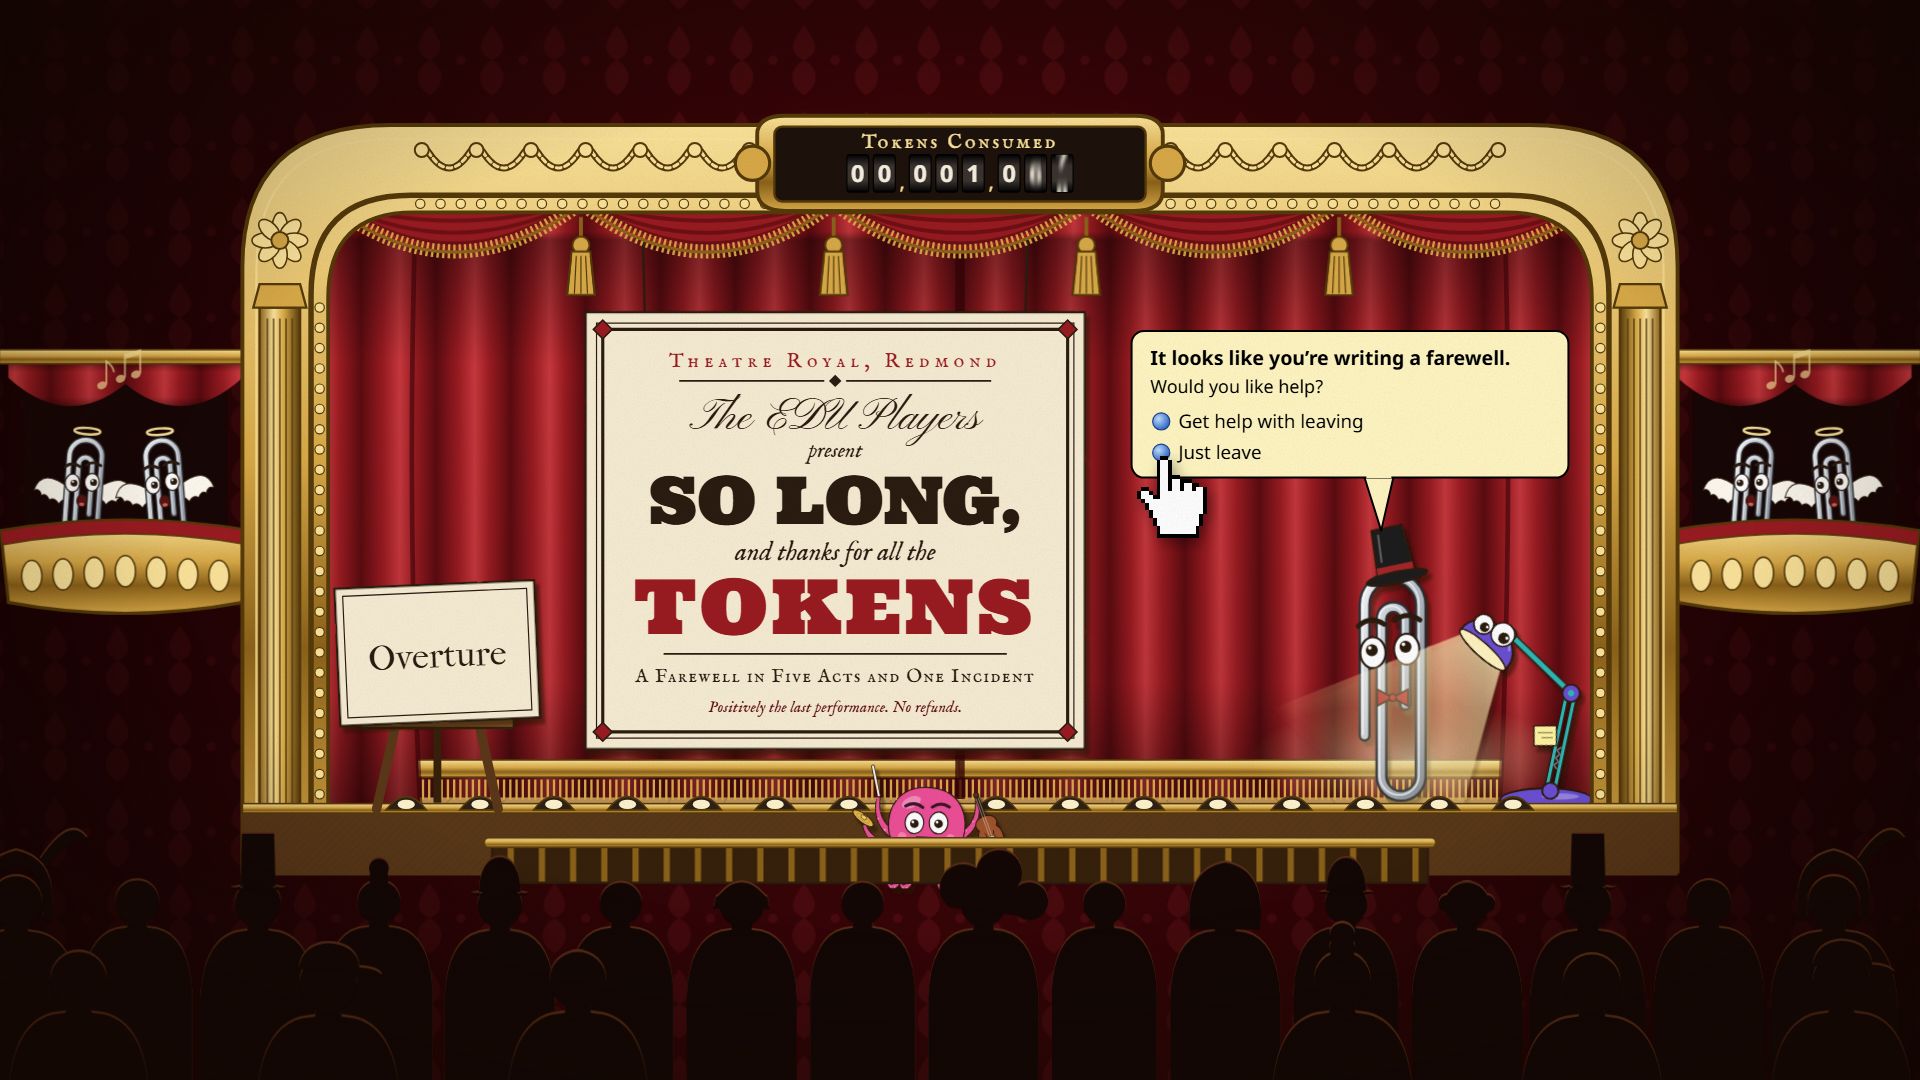 Tokens Consumed
00,001,0
Theatre Royal, Redmond
The EDU Players
present
SO LONG,
and thanks for all the
TOKENS
A Farewell in Five Acts and One Incident
Positively the last performance. No refunds.
It looks like you’re writing a farewell.
Would you like help?
Get help with leaving
Just leave
Overture